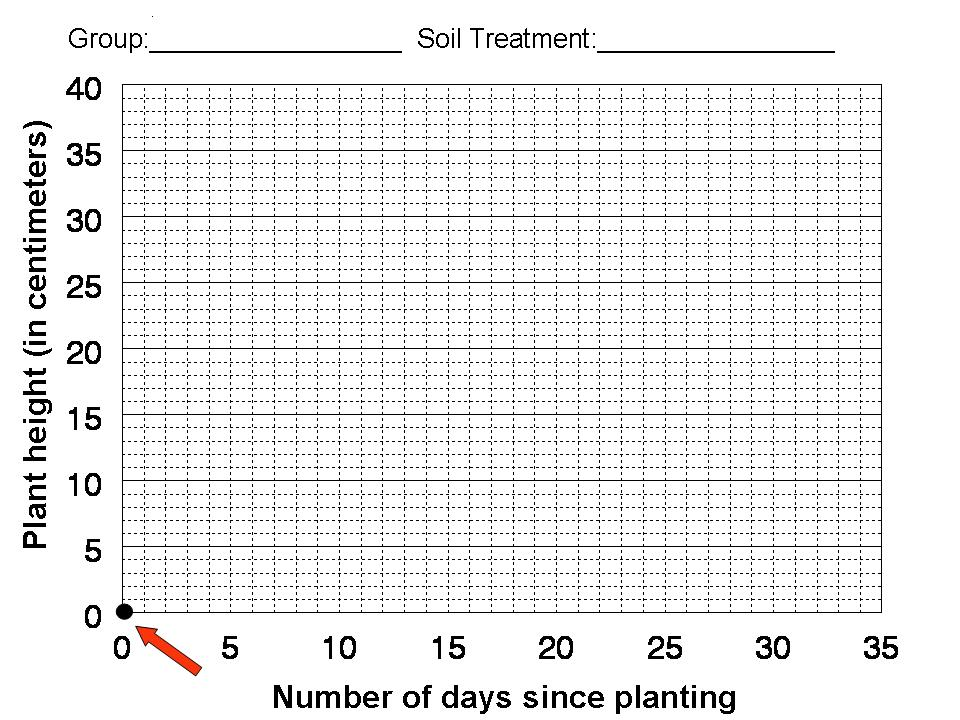 Group:__________________ Soil Treatment:_________________
Plant height (in centimeters)
40
35
30
25
20
15
10
5
0
0 5 10 15 20 25 30 35
Number of days since planting